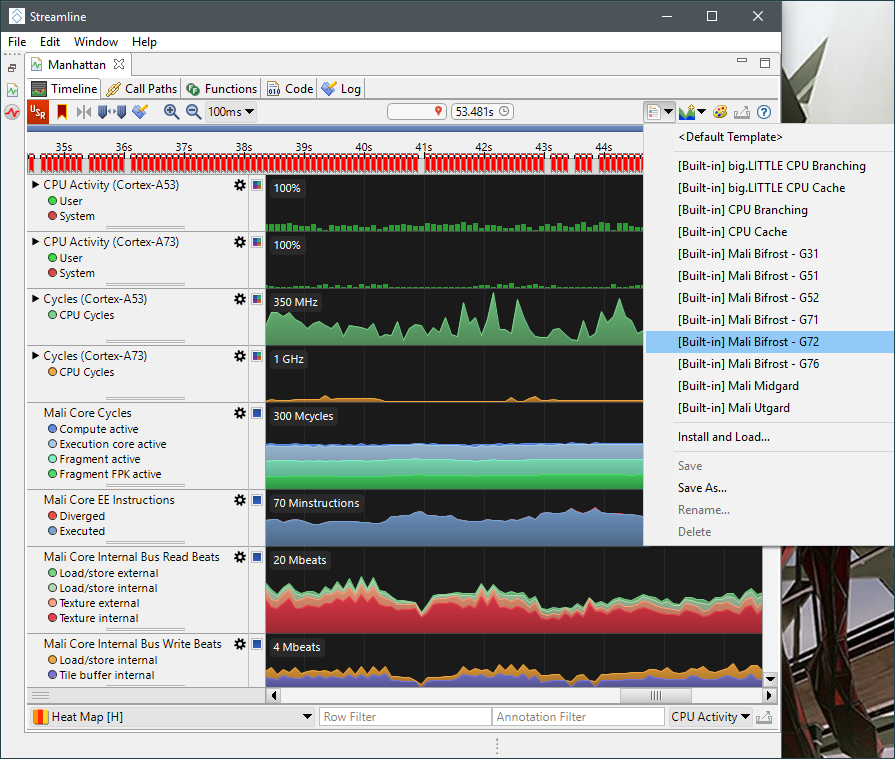 Streamline
File Edit Window Help
Manhattan
Timeline Call Paths Functions Code Log
USR 100ms 53.481s
35s 36s 37s 38s 39s 40s 41s 42s 43s 44s
CPU Activity (Cortex-A53)
100%
User
System
CPU Activity (Cortex-A73)
100%
User
System
Cycles (Cortex-A53)
350 MHz
CPU Cycles
Cycles (Cortex-A73)
1 GHz
CPU Cycles
Mali Core Cycles
300 Mcycles
Compute active
Execution core active
Fragment active
Fragment FPK active
Mali Core EE Instructions
70 Minstructions
Diverged
Executed
Mali Core Internal Bus Read Beats
20 Mbeats
Load/store external
Load/store internal
Texture external
Texture internal
Mali Core Internal Bus Write Beats
4 Mbeats
Load/store internal
Tile buffer internal
Heat Map [H] Row Filter Annotation Filter CPU Activity
<Default Template>
[Built-in] big.LITTLE CPU Branching
[Built-in] big.LITTLE CPU Cache
[Built-in] CPU Branching
[Built-in] CPU Cache
[Built-in] Mali Bifrost - G31
[Built-in] Mali Bifrost - G51
[Built-in] Mali Bifrost - G52
[Built-in] Mali Bifrost - G71
[Built-in] Mali Bifrost - G72
[Built-in] Mali Bifrost - G76
[Built-in] Mali Midgard
[Built-in] Mali Utgard
Install and Load...
Save
Save As...
Rename...
Delete